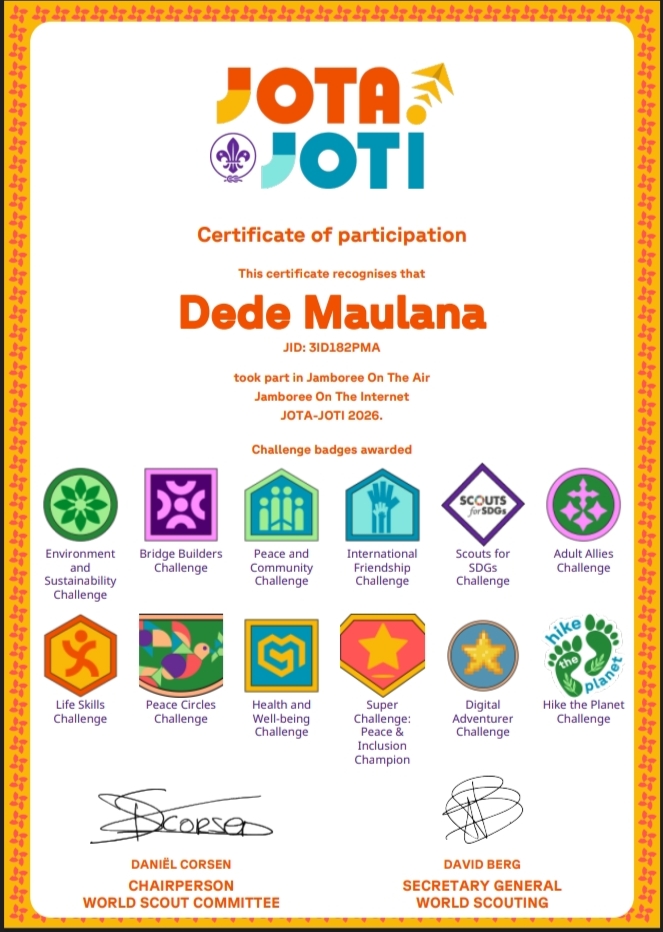 JOTA
JOTI
Certificate of participation
This certificate recognises that
Dede Maulana
JID: 3ID182PMA
took part in Jamboree On The Air
Jamboree On The Internet
JOTA-JOTI 2026.
Challenge badges awarded
SCOUTS
for SDGs
Environment
and
Sustainability
Challenge
Bridge Builders
Challenge
Peace and
Community
Challenge
International
Friendship
Challenge
Scouts for
SDGs
Challenge
Adult Allies
Challenge
hike
the
planet
Life Skills
Challenge
Peace Circles
Challenge
Health and
Well-being
Challenge
Super
Challenge:
Peace &
Inclusion
Champion
Digital
Adventurer
Challenge
Hike the Planet
Challenge
Corsen
DANIËL CORSEN
CHAIRPERSON
WORLD SCOUT COMMITTEE
DAVID BERG
SECRETARY GENERAL
WORLD SCOUTING